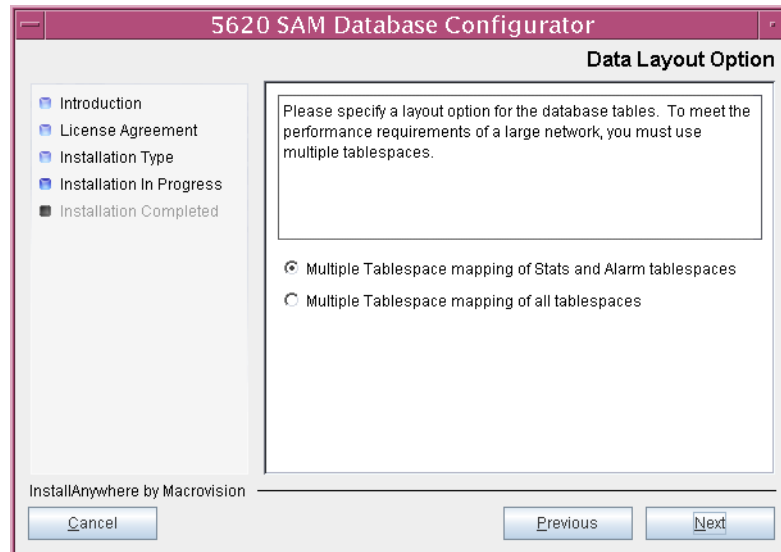 5620 SAM Database Configurator
Data Layout Option
Introduction
License Agreement
Installation Type
Installation In Progress
Installation Completed
Please specify a layout option for the database tables. To meet the
performance requirements of a large network, you must use
multiple tablespaces.
Multiple Tablespace mapping of Stats and Alarm tablespaces
Multiple Tablespace mapping of all tablespaces
InstallAnywhere by Macrovision
Cancel
Previous
Next